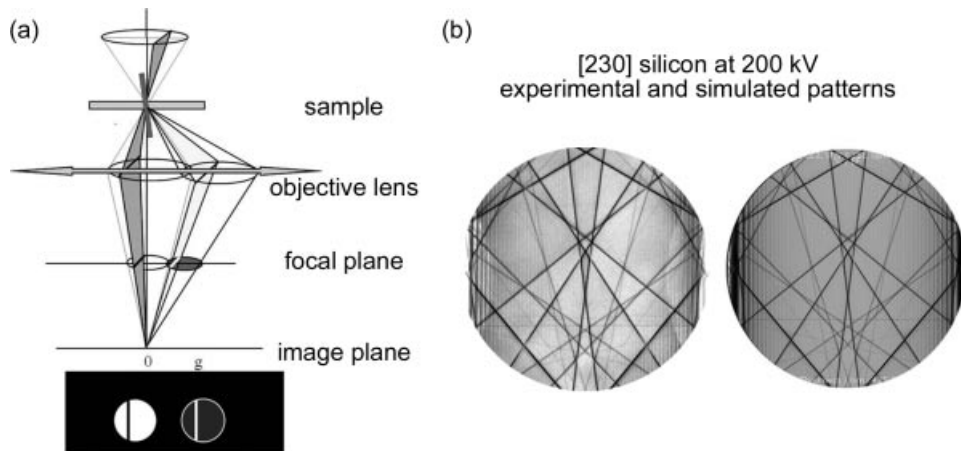 (a)
sample
objective lens
focal plane
image plane
0
g
(b)
[230] silicon at 200 kV
experimental and simulated patterns